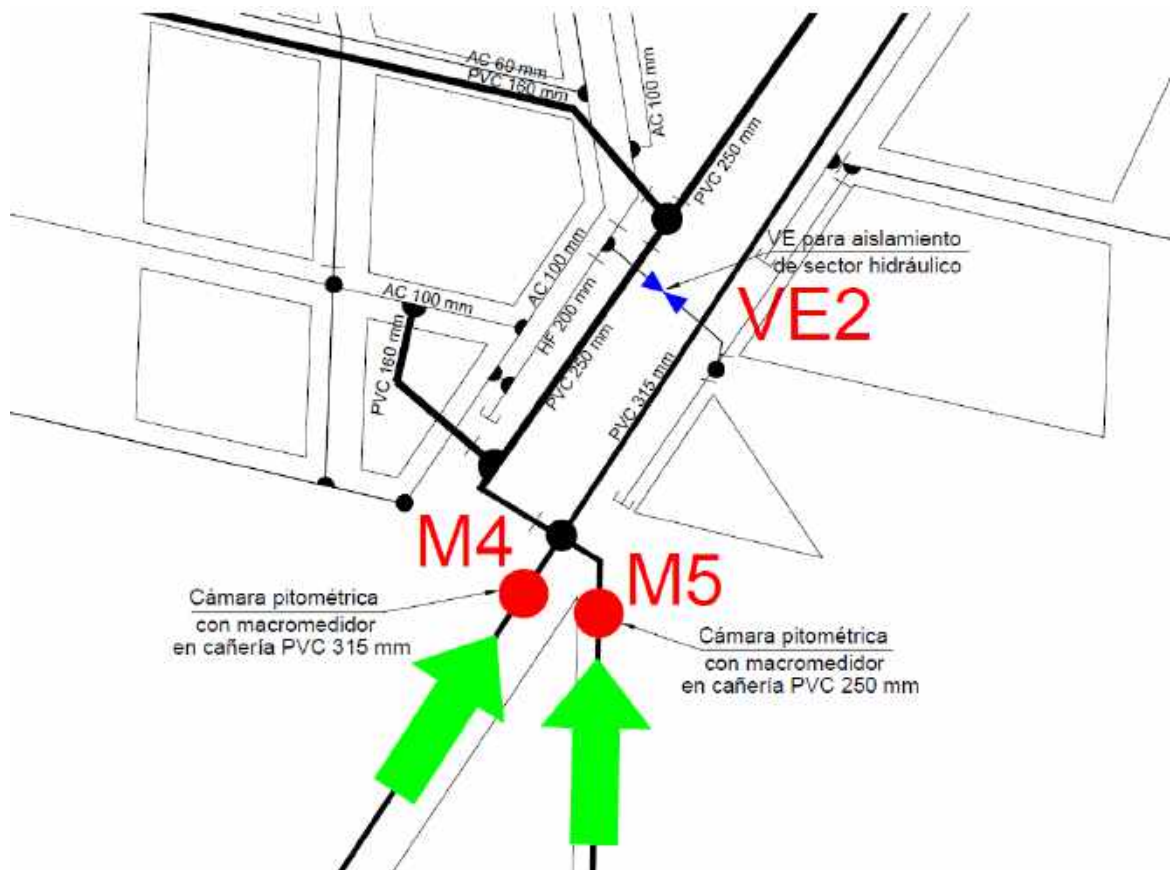 AC 60 mm
PVC 160 mm
AC 100 mm
PVC 250 mm
VE para aislamiento
de sector hidráulico
VE2
AC 100 mm
AC 100 mm
HF 200 mm
PVC 250 mm
PVC 160 mm
PVC 315 mm
M4
M5
Cámara pitométrica
con macromedidor
en cañería PVC 315 mm
Cámara pitométrica
con macromedidor
en cañería PVC 250 mm